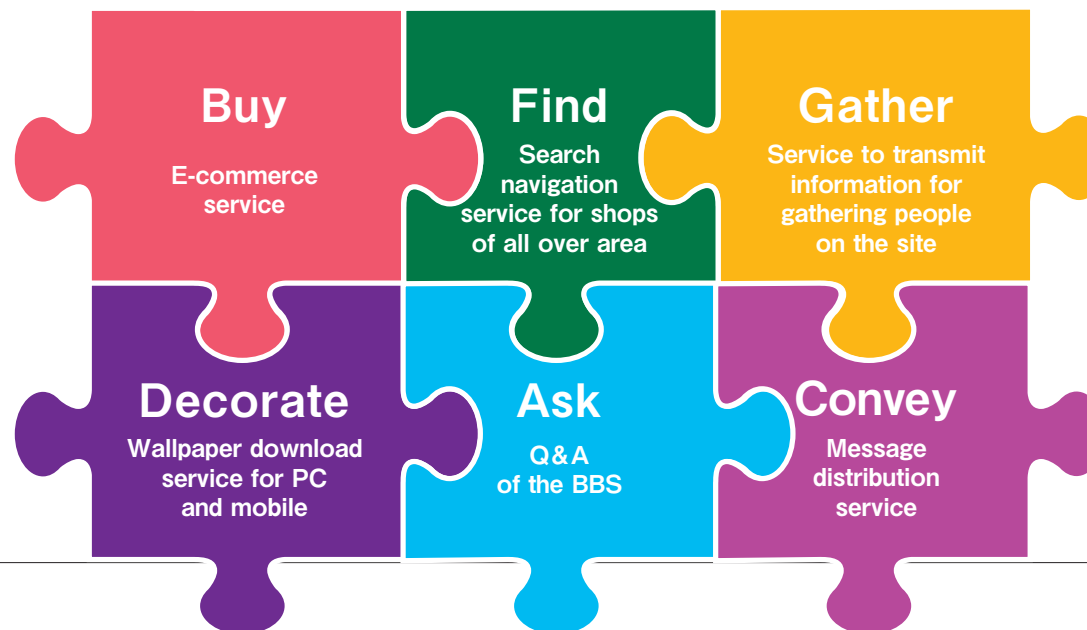 Buy
E-commerce
service
Find
Search
navigation
service for shops
of all over area
Gather
Service to transmit
information for
gathering people
on the site
Decorate
Wallpaper download
service for PC
and mobile
Ask
Q&A
of the BBS
Convey
Message
distribution
service